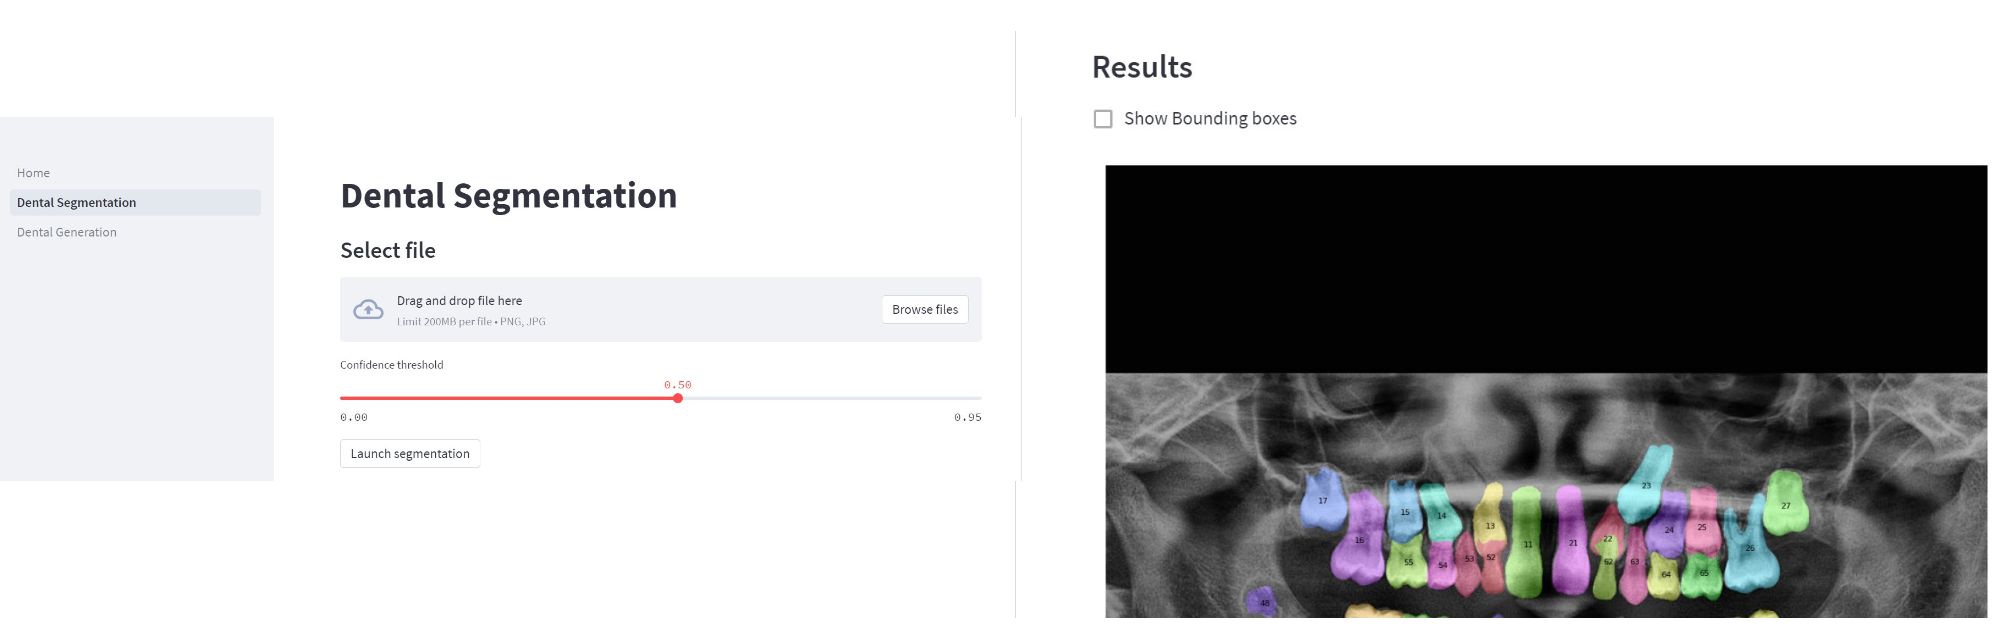 Home
Dental Segmentation
Dental Generation
Dental Segmentation
Select file
Drag and drop file here
Limit 200MB per file • PNG, JPG
Browse files
Confidence threshold
0.50
0.00
0.95
Launch segmentation
Results
Show Bounding boxes
17
16
15
14
13
11
21
22
23
24
25
26
27
55
54
53
52
62
63
64
65
48